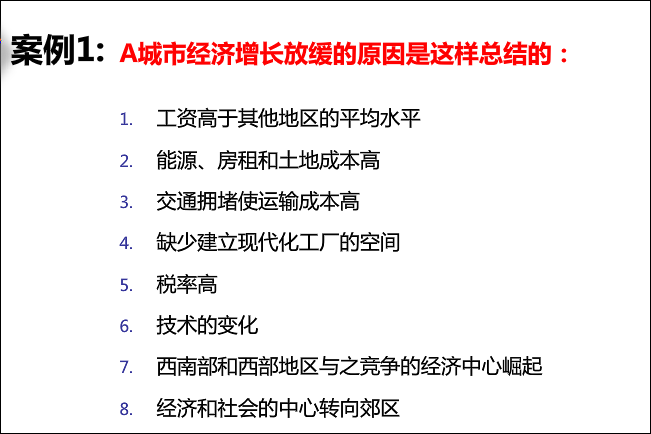 案例1: A城市经济增长放缓的原因是这样总结的：
1. 工资高于其他地区的平均水平
2. 能源、房租和土地成本高
3. 交通拥堵使运输成本高
4. 缺少建立现代化工厂的空间
5. 税率高
6. 技术的变化
7. 西南部和西部地区与之竞争的经济中心崛起
8. 经济和社会的中心转向郊区